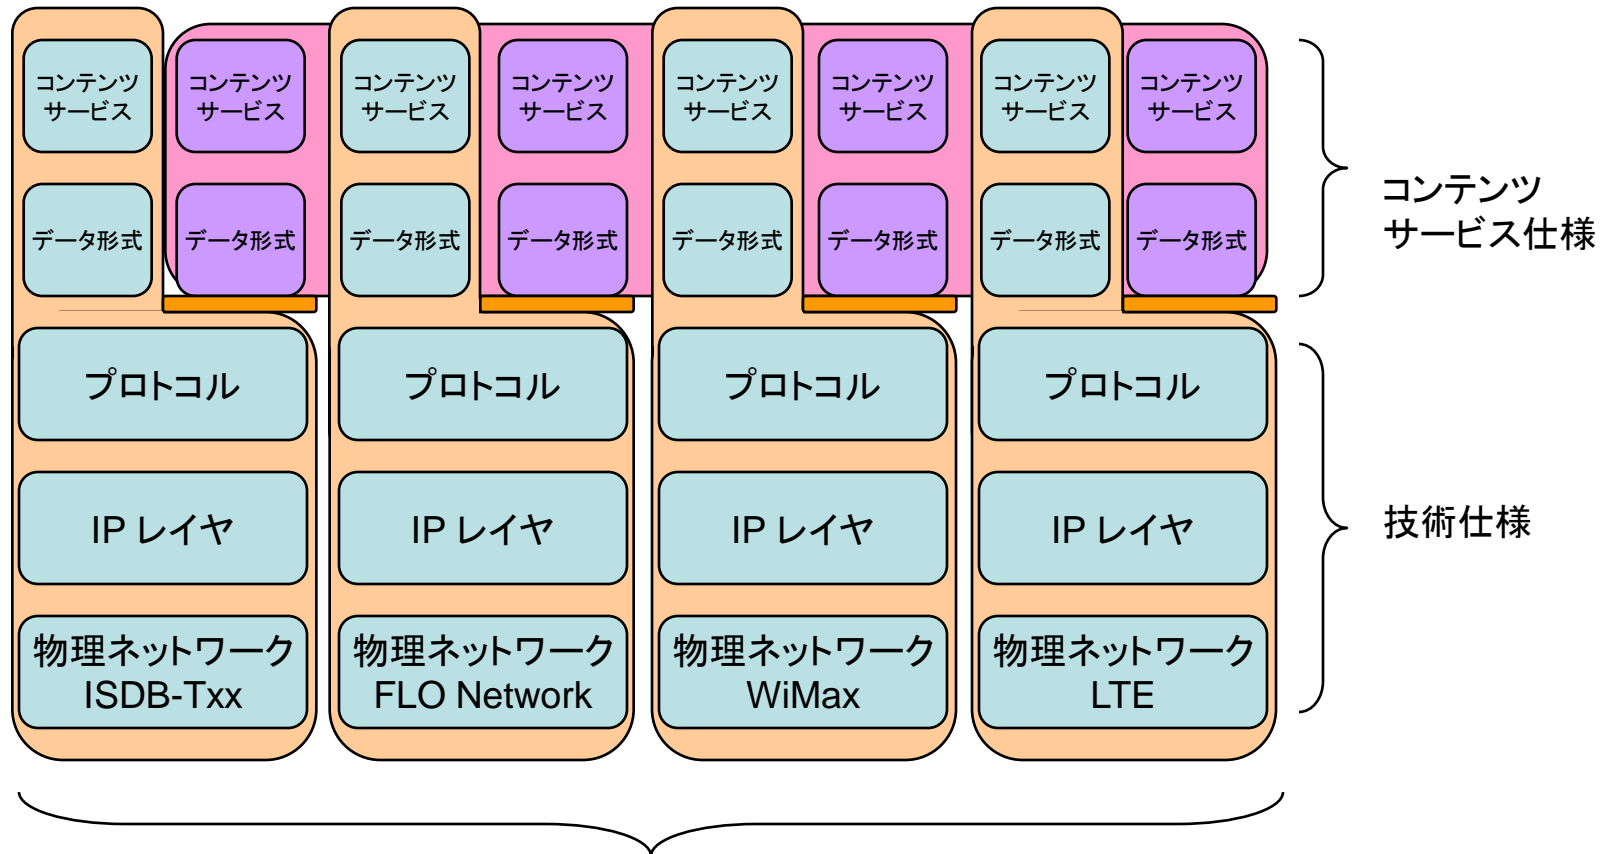 コンテンツ
サービス
コンテンツ
サービス
コンテンツ
サービス
コンテンツ
サービス
コンテンツ
サービス
コンテンツ
サービス
コンテンツ
サービス
コンテンツ
サービス
データ形式
データ形式
データ形式
データ形式
データ形式
データ形式
データ形式
データ形式
コンテンツ
サービス仕様
プロトコル
プロトコル
プロトコル
プロトコル
IP レイヤ
IP レイヤ
IP レイヤ
IP レイヤ
技術仕様
物理ネットワーク
ISDB-Txx
物理ネットワーク
FLO Network
物理ネットワーク
WiMax
物理ネットワーク
LTE